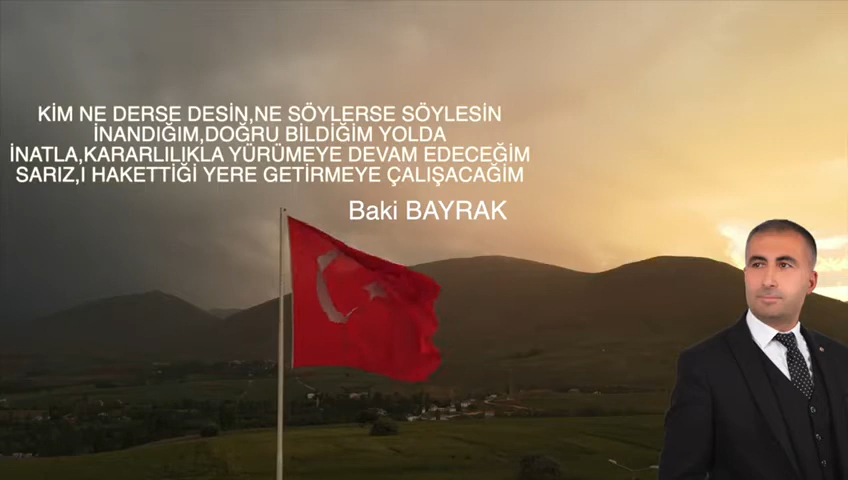 KİM NE DERSE DESİN,NE SÖYLERSE SÖYLESİN
İNANDIĞIM,DOĞRU BİLDİĞİM YOLDA
İNATLA,KARARLILIKLA YÜRÜMEYE DEVAM EDECEĞİM
SARIZ,I HAKETTİĞİ YERE GETİRMEYE ÇALIŞACAĞIM
Baki BAYRAK